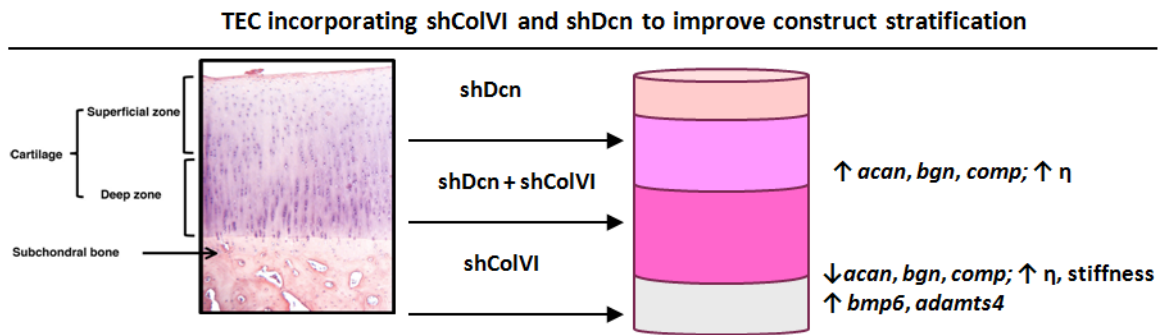 TEC incorporating shColVI and shDcn to improve construct stratification
Superficial zone
Cartilage
Deep zone
Subchondral bone
shDcn
shDcn + shColVI
shColVI
↑ acan, bgn, comp; ↑ η
↓acan, bgn, comp; ↑ η, stiffness
↑ bmp6, adamts4